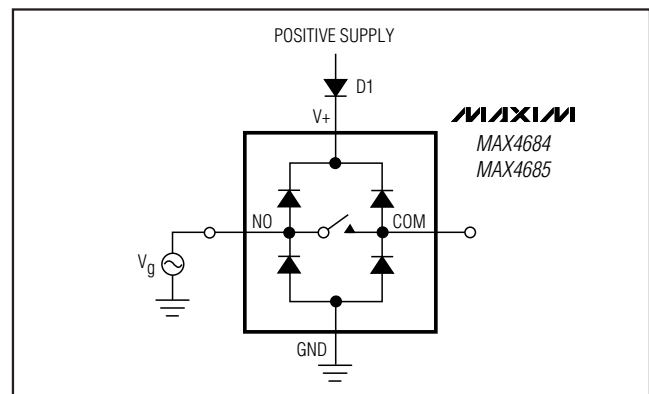 POSITIVE SUPPLY
D1
V+
MAXIM
MAX4684
MAX4685
NO
COM
Vg
GND